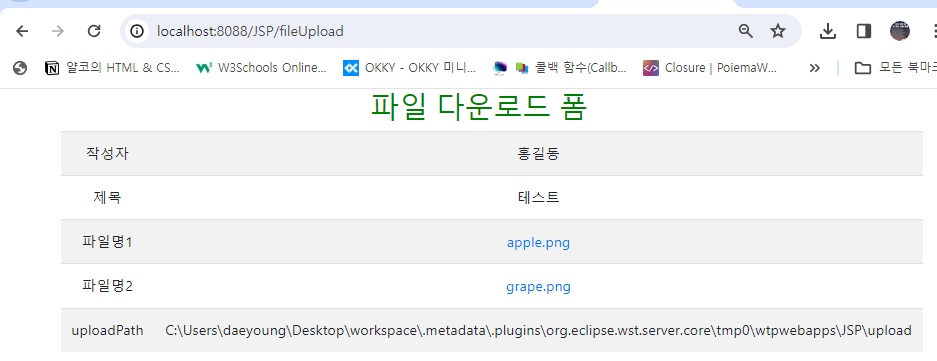 localhost:8088/JSP/fileUpload
얄코의 HTML & CS... W3Schools Online... OKKY - OKKY 미니... 콜백 함수(Callb... Closure | PoiemaW... » 모든 북마크
파일 다운로드 폼
작성자 홍길동
제목 테스트
파일명1 apple.png
파일명2 grape.png
uploadPath C:\Users\daeyoung\Desktop\workspace\.metadata\.plugins\org.eclipse.wst.server.core\tmp0\wtpwebapps\JSP\upload